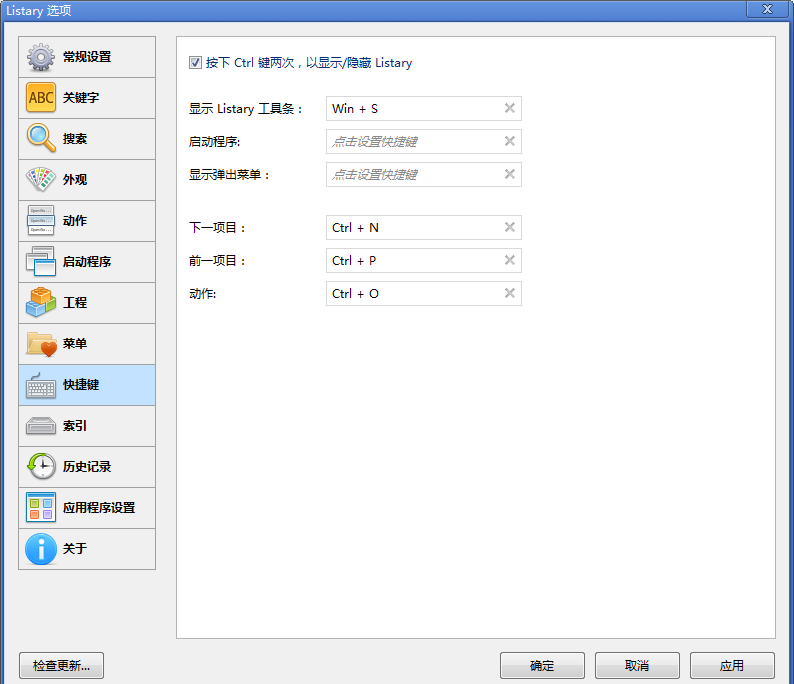 Listary 选项
常规设置
ABC
关键字
搜索
外观
动作
启动程序
工程
菜单
快捷键
索引
历史记录
应用程序设置
关于
按下 Ctrl 键两次，以显示/隐藏 Listary
显示 Listary 工具条： Win + S
启动程序: 点击设置快捷键
显示弹出菜单： 点击设置快捷键
下一项目： Ctrl + N
前一项目： Ctrl + P
动作: Ctrl + O
检查更新... 确定 取消 应用